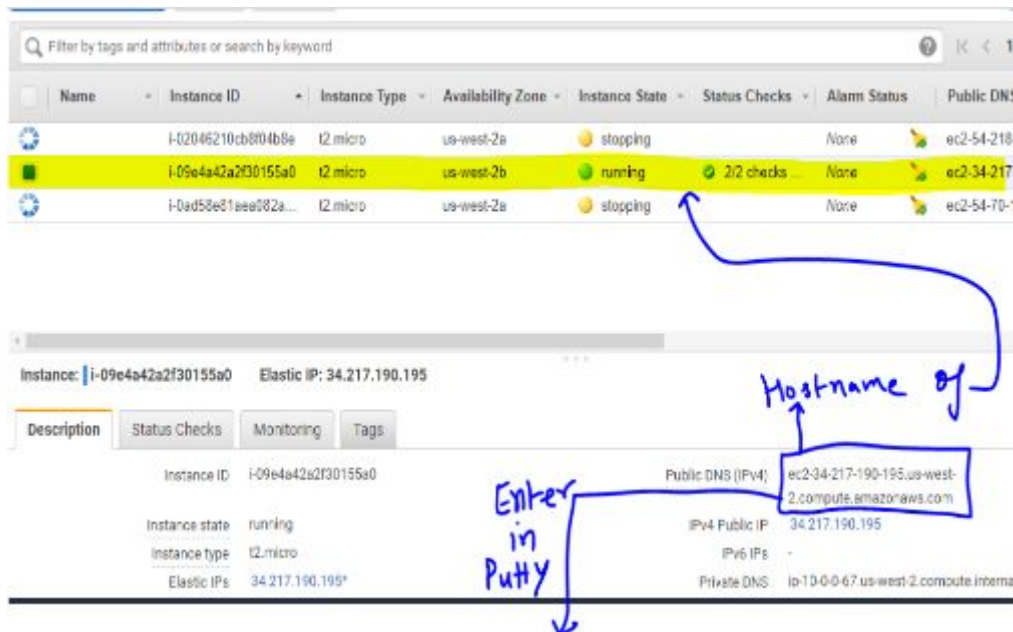 Filter by tags and attributes or search by keyword
Name Instance ID Instance Type Availability Zone Instance State Status Checks Alarm Status Public DNS
i-02046210cb8f04b8e t2.micro us-west-2a stopping None ec2-54-218
i-09e4a42a2f30155a0 t2.micro us-west-2b running 2/2 checks ... None ec2-34-217
i-0ad58e81aea082a... t2.micro us-west-2a stopping None ec2-54-70-1
Instance: i-09e4a42a2f30155a0 Elastic IP: 34.217.190.195
Hostname of
Description Status Checks Monitoring Tags
Instance ID i-09e4a42a2f30155a0 Public DNS (IPv4) ec2-34-217-190-195.us-west-
2.compute.amazonaws.com
Enter
in
PuttY
Instance state running IPv4 Public IP 34.217.190.195
Instance type t2.micro IPv6 IPs -
Elastic IPs 34.217.190.195* Private DNS ip-10-0-0-67.us-west-2.compute.interna